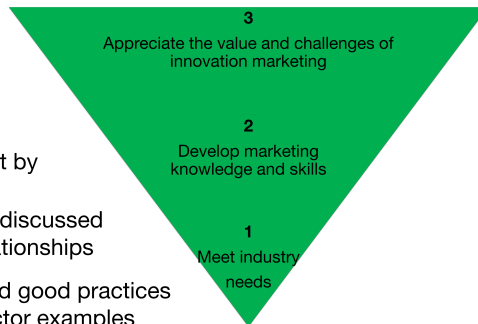 3
Appreciate the value and challenges of
innovation marketing
2
Develop marketing
knowledge and skills
t by
discussed
ationships
1
Meet industry
needs
d good practices
ctor examples